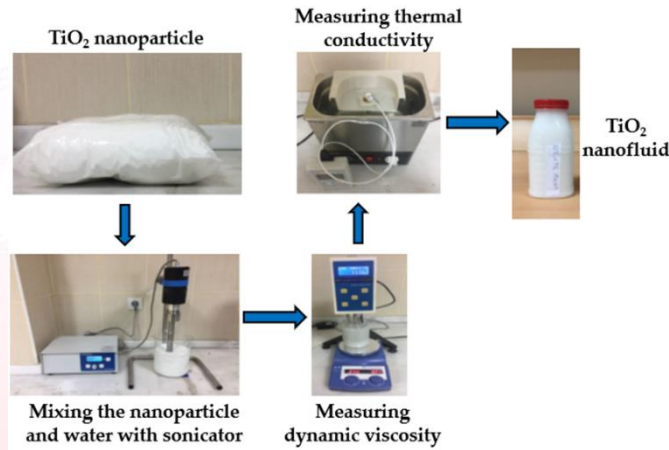 TiO₂ nanoparticle
Measuring thermal
conductivity
TiO₂
nanofluid
Mixing the nanoparticle
and water with sonicator
Measuring
dynamic viscosity